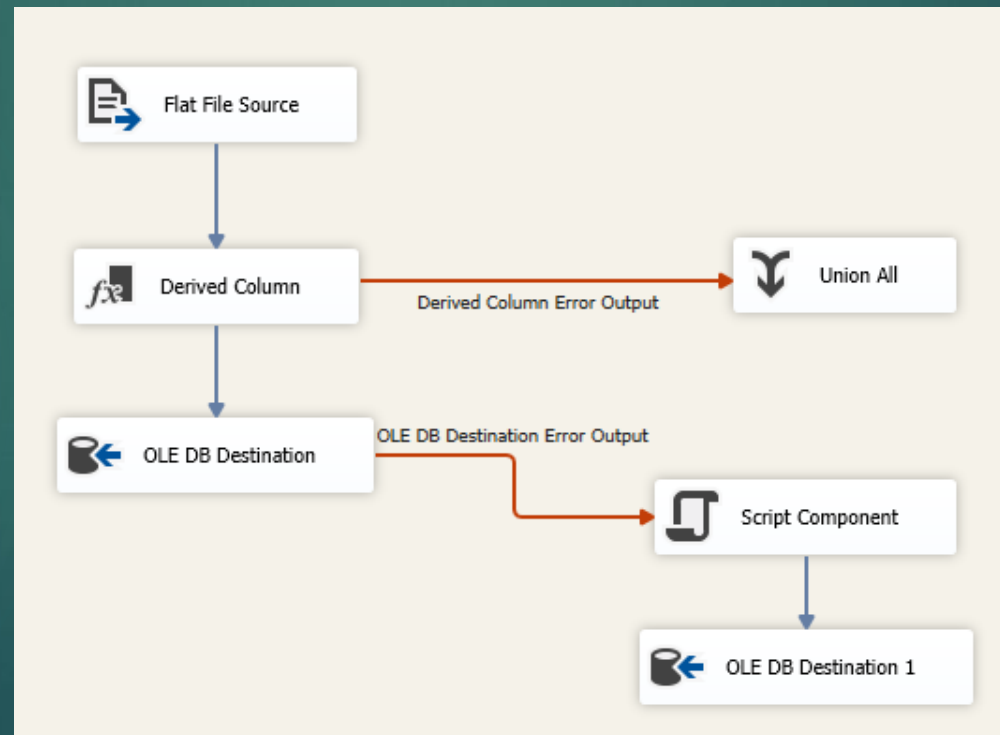 Flat File Source
Derived Column
Derived Column Error Output
Union All
OLE DB Destination
OLE DB Destination Error Output
Script Component
OLE DB Destination 1